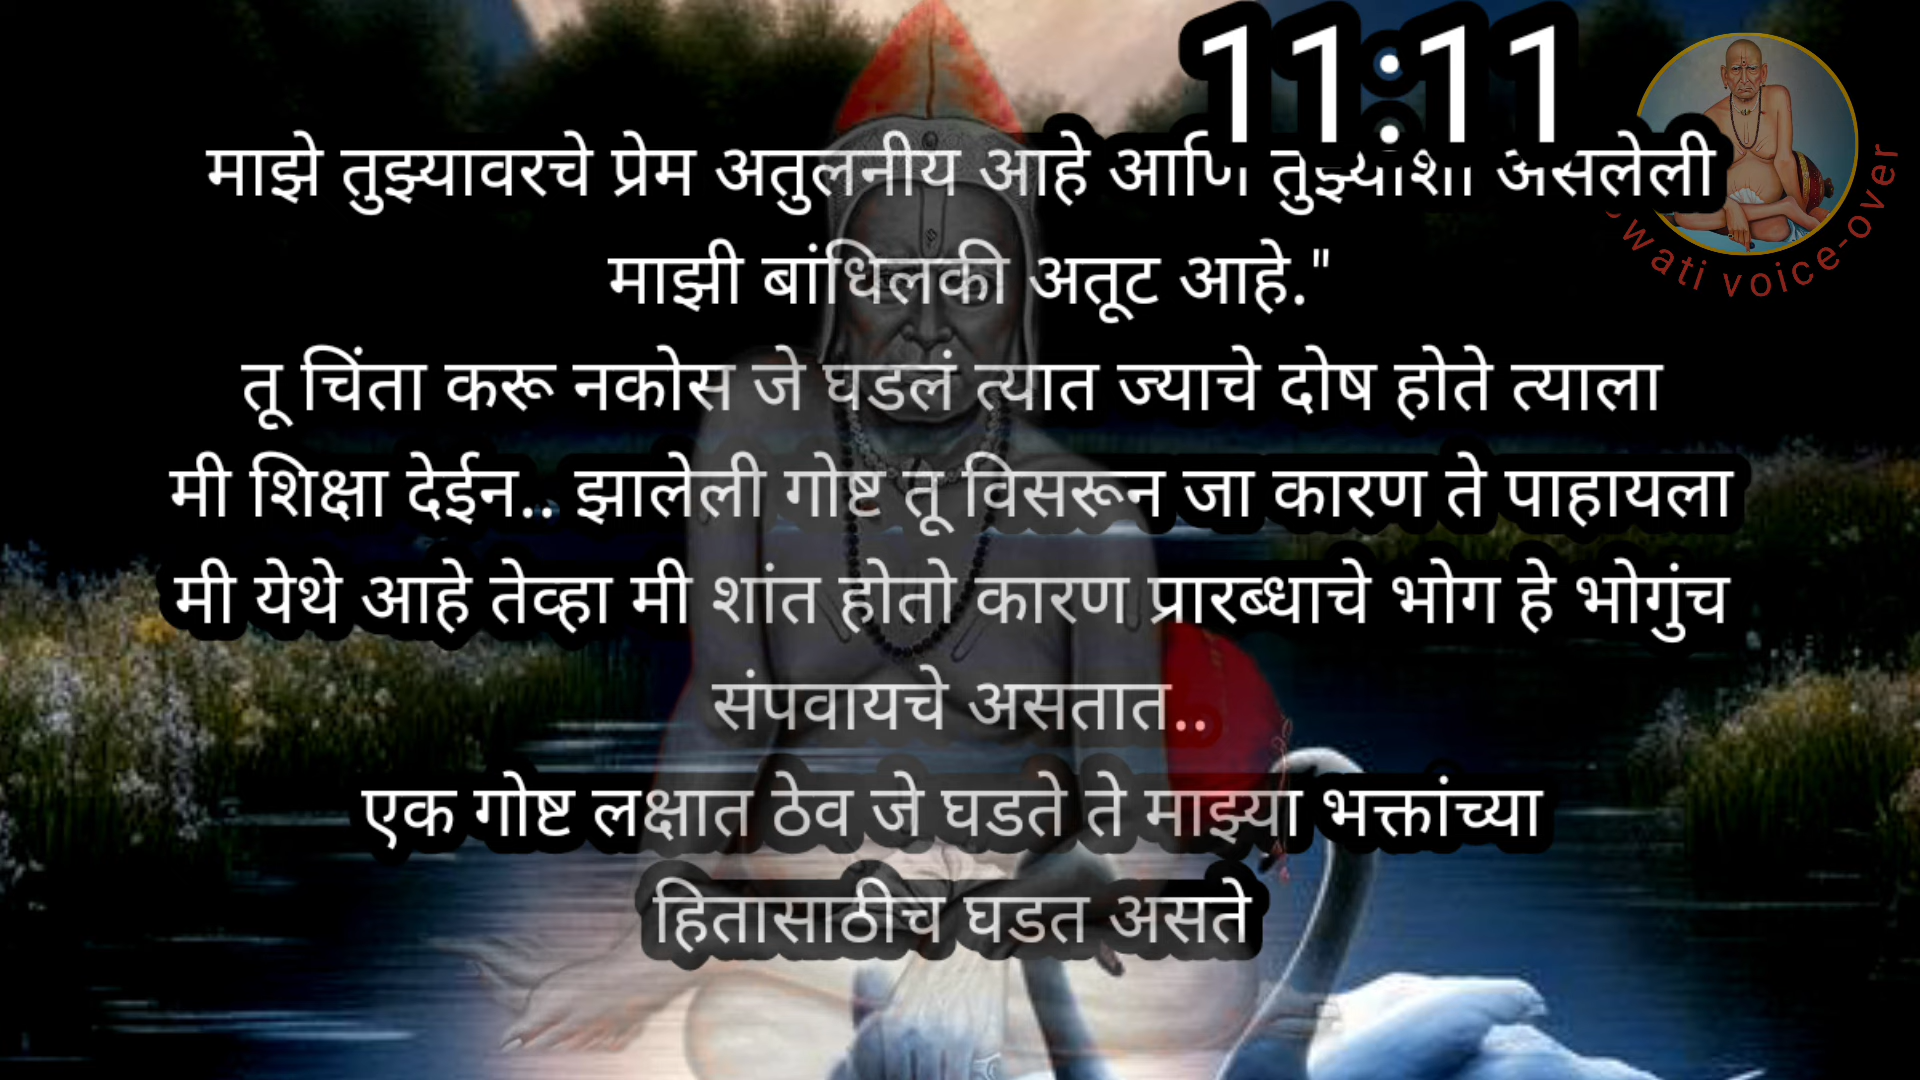 11:11
माझे तुझ्यावरचे प्रेम अतुलनीय आहे आणि तुझ्याशी असलेली
माझी बांधिलकी अतूट आहे."
तू चिंता करू नकोस जे घडलं त्यात ज्याचे दोष होते त्याला
मी शिक्षा देईन.. झालेली गोष्ट तू विसरून जा कारण ते पाहायला
मी येथे आहे तेव्हा मी शांत होतो कारण प्रारब्धाचे भोग हे भोगुंच
संपवायचे असतात..
एक गोष्ट लक्षात ठेव जे घडते ते माझ्या भक्तांच्या
हितासाठीच घडत असते
voice-over